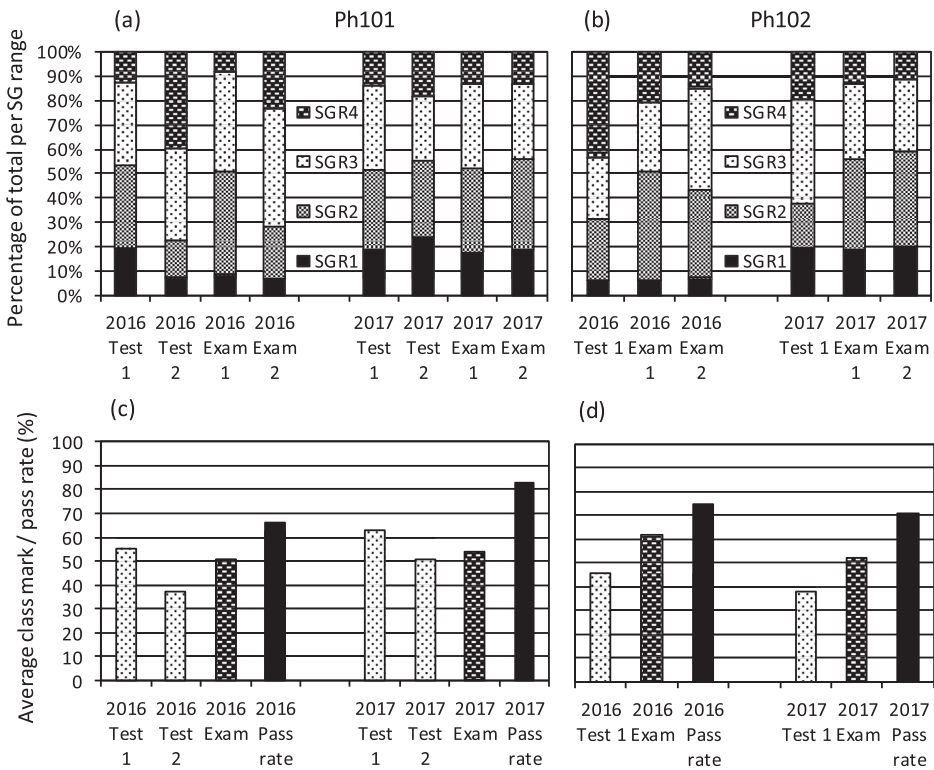 (a) Ph101 (b) Ph102
Percentage of total per SG range
100%
90%
80%
70%
60%
50%
40%
30%
20%
10%
0%
SGR4
SGR3
SGR2
SGR1
SGR4
SGR3
SGR2
SGR1
2016 2016 2016 2016 2017 2017 2017 2017
Test Test Exam Exam Test Test Exam Exam
1 2 1 2 1 2 1 2
2016 2016 2016 2017 2017 2017
Test 1 Exam Exam Test 1 Exam Exam
1 2 1 2
(c) (d)
Average class mark / pass rate (%)
100
90
80
70
60
50
40
30
20
10
0
2016 2016 2016 2016 2017 2017 2017 2017
Test Test Exam Pass Test Test Exam Pass
1 2 rate 1 2 rate
2016 2016 2016 2017 2017 2017
Test 1 Exam Pass Test 1 Exam Pass
rate rate